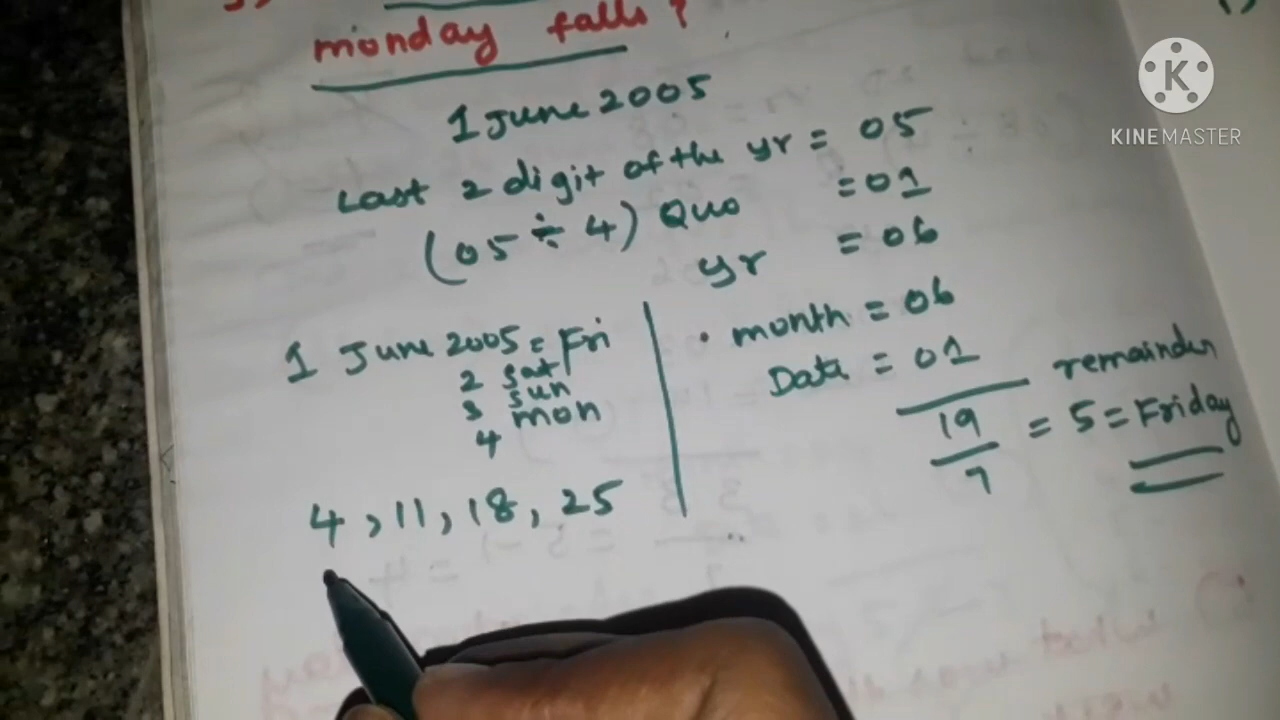 monday falls?
1 June 2005
Last 2 digit of the yr = 05
(05 ÷ 4) Quo = 01
yr = 06
month = 06
Date = 01
19/7 = 5 = Friday
remainder
1 June 2005 = Fri
2 sat
3 sun
4 mon
4, 11, 18, 25
K
KINEMASTER